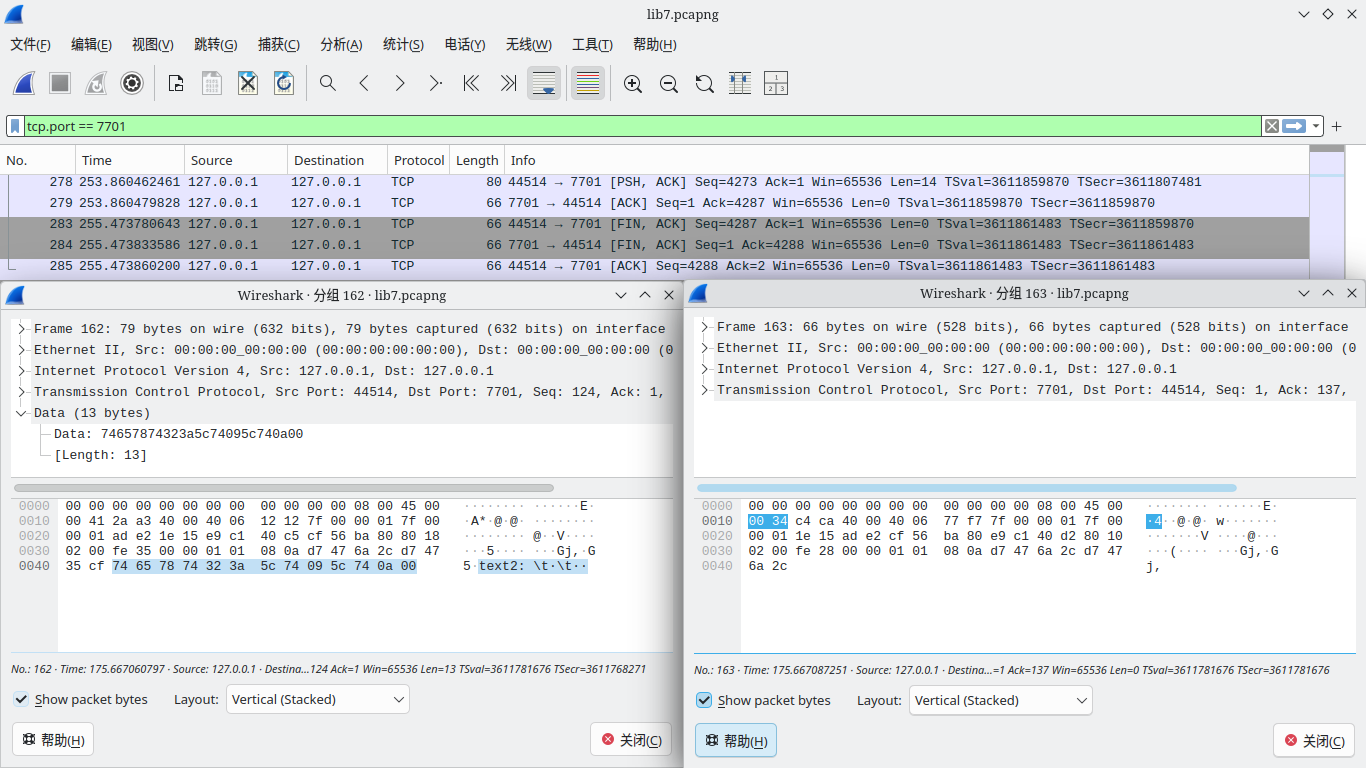 lib7.pcapng
文件(F) 编辑(E) 视图(V) 跳转(G) 捕获(C) 分析(A) 统计(S) 电话(Y) 无线(W) 工具(T) 帮助(H)
tcp.port == 7701
No. Time Source Destination Protocol Length Info
278 253.860462461 127.0.0.1 127.0.0.1 TCP 80 44514 → 7701 [PSH, ACK] Seq=4273 Ack=1 Win=65536 Len=14 TSval=3611859870 TSecr=3611807481
279 253.860479828 127.0.0.1 127.0.0.1 TCP 66 7701 → 44514 [ACK] Seq=1 Ack=4287 Win=65536 Len=0 TSval=3611859870 TSecr=3611859870
283 255.473780643 127.0.0.1 127.0.0.1 TCP 66 44514 → 7701 [FIN, ACK] Seq=4287 Ack=1 Win=65536 Len=0 TSval=3611861483 TSecr=3611859870
284 255.473833586 127.0.0.1 127.0.0.1 TCP 66 7701 → 44514 [FIN, ACK] Seq=1 Ack=4288 Win=65536 Len=0 TSval=3611861483 TSecr=3611861483
285 255.473860200 127.0.0.1 127.0.0.1 TCP 66 44514 → 7701 [ACK] Seq=4288 Ack=2 Win=65536 Len=0 TSval=3611861483 TSecr=3611861483
Wireshark · 分组 162 · lib7.pcapng
Frame 162: 79 bytes on wire (632 bits), 79 bytes captured (632 bits) on interface
Ethernet II, Src: 00:00:00_00:00:00 (00:00:00:00:00:00), Dst: 00:00:00_00:00:00 (0
Internet Protocol Version 4, Src: 127.0.0.1, Dst: 127.0.0.1
Transmission Control Protocol, Src Port: 44514, Dst Port: 7701, Seq: 124, Ack: 1,
Data (13 bytes)
Data: 74657874323a5c74095c740a00
[Length: 13]
0000 00 00 00 00 00 00 00 00 00 00 00 00 08 00 45 00 ········ ······E·
0010 00 41 2a a3 40 00 40 06 12 12 7f 00 00 01 7f 00 ·A*·@·@· ········
0020 00 01 ad e2 1e 15 e9 c1 40 c5 cf 56 ba 80 80 18 ········ @··V····
0030 02 00 fe 35 00 00 01 01 08 0a d7 47 6a 2c d7 47 ···5···· ···Gj,·G
0040 35 cf 74 65 78 74 32 3a 5c 74 09 5c 74 0a 00 5·text2: \t·\t··
No.: 162 · Time: 175.667060797 · Source: 127.0.0.1 · Destina...124 Ack=1 Win=65536 Len=13 TSval=3611781676 TSecr=3611768271
Show packet bytes Layout: Vertical (Stacked)
帮助(H) 关闭(C)
Wireshark · 分组 163 · lib7.pcapng
Frame 163: 66 bytes on wire (528 bits), 66 bytes captured (528 bits) on interface
Ethernet II, Src: 00:00:00_00:00:00 (00:00:00:00:00:00), Dst: 00:00:00_00:00:00 (0
Internet Protocol Version 4, Src: 127.0.0.1, Dst: 127.0.0.1
Transmission Control Protocol, Src Port: 7701, Dst Port: 44514, Seq: 1, Ack: 137,
0000 00 00 00 00 00 00 00 00 00 00 00 00 08 00 45 00 ········ ······E·
0010 00 34 c4 ca 40 00 40 06 77 f7 7f 00 00 01 7f 00 ·4··@·@· w·······
0020 00 01 1e 15 ad e2 cf 56 ba 80 e9 c1 40 d2 80 10 ·······V ····@···
0030 02 00 fe 28 00 00 01 01 08 0a d7 47 6a 2c d7 47 ···(···· ···Gj,·G
0040 6a 2c j,
No.: 163 · Time: 175.667087251 · Source: 127.0.0.1 · Destina...=1 Ack=137 Win=65536 Len=0 TSval=3611781676 TSecr=3611781676
Show packet bytes Layout: Vertical (Stacked)
帮助(H) 关闭(C)